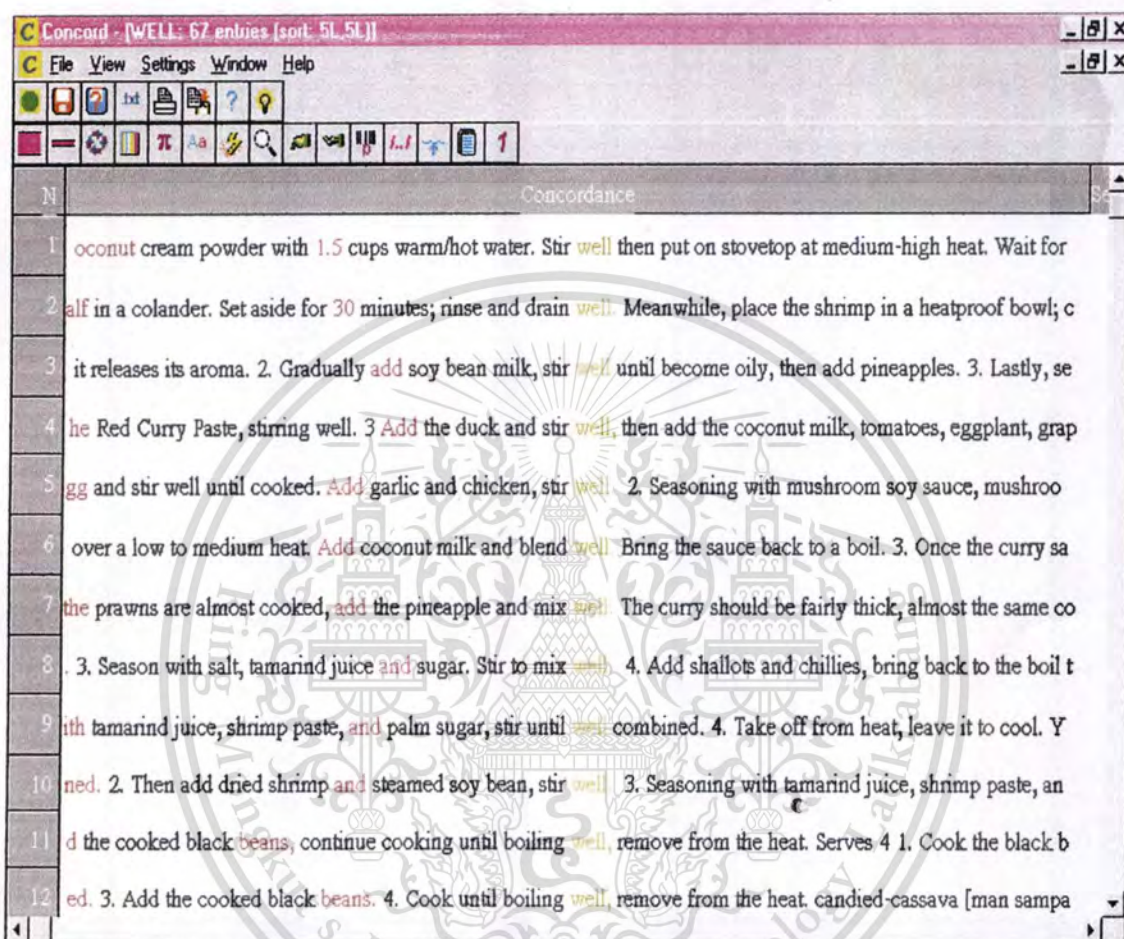 C Concord - [WELL: 67 entries (sort: 5L,5L)]
C File View Settings Window Help
.txt ?
π Aa 1
N Concordance Se
1 oconut cream powder with 1.5 cups warm/hot water. Stir well then put on stovetop at medium-high heat. Wait for
2 alf in a colander. Set aside for 30 minutes; rinse and drain well. Meanwhile, place the shrimp in a heatproof bowl; c
3 it releases its aroma. 2. Gradually add soy bean milk, stir well until become oily, then add pineapples. 3. Lastly, se
4 he Red Curry Paste, stirring well. 3 Add the duck and stir well, then add the coconut milk, tomatoes, eggplant, grap
5 gg and stir well until cooked. Add garlic and chicken, stir well. 2. Seasoning with mushroom soy sauce, mushroo
6 over a low to medium heat. Add coconut milk and blend well. Bring the sauce back to a boil. 3. Once the curry sa
7 the prawns are almost cooked, add the pineapple and mix well. The curry should be fairly thick, almost the same co
8 . 3. Season with salt, tamarind juice and sugar. Stir to mix well. 4. Add shallots and chillies, bring back to the boil t
9 ith tamarind juice, shrimp paste, and palm sugar, stir until well combined. 4. Take off from heat, leave it to cool. Y
10 ned. 2. Then add dried shrimp and steamed soy bean, stir well. 3. Seasoning with tamarind juice, shrimp paste, an
11 d the cooked black beans, continue cooking until boiling well, remove from the heat. Serves 4 1. Cook the black b
12 ed. 3. Add the cooked black beans. 4. Cook until boiling well, remove from the heat. candied-cassava [man sampa